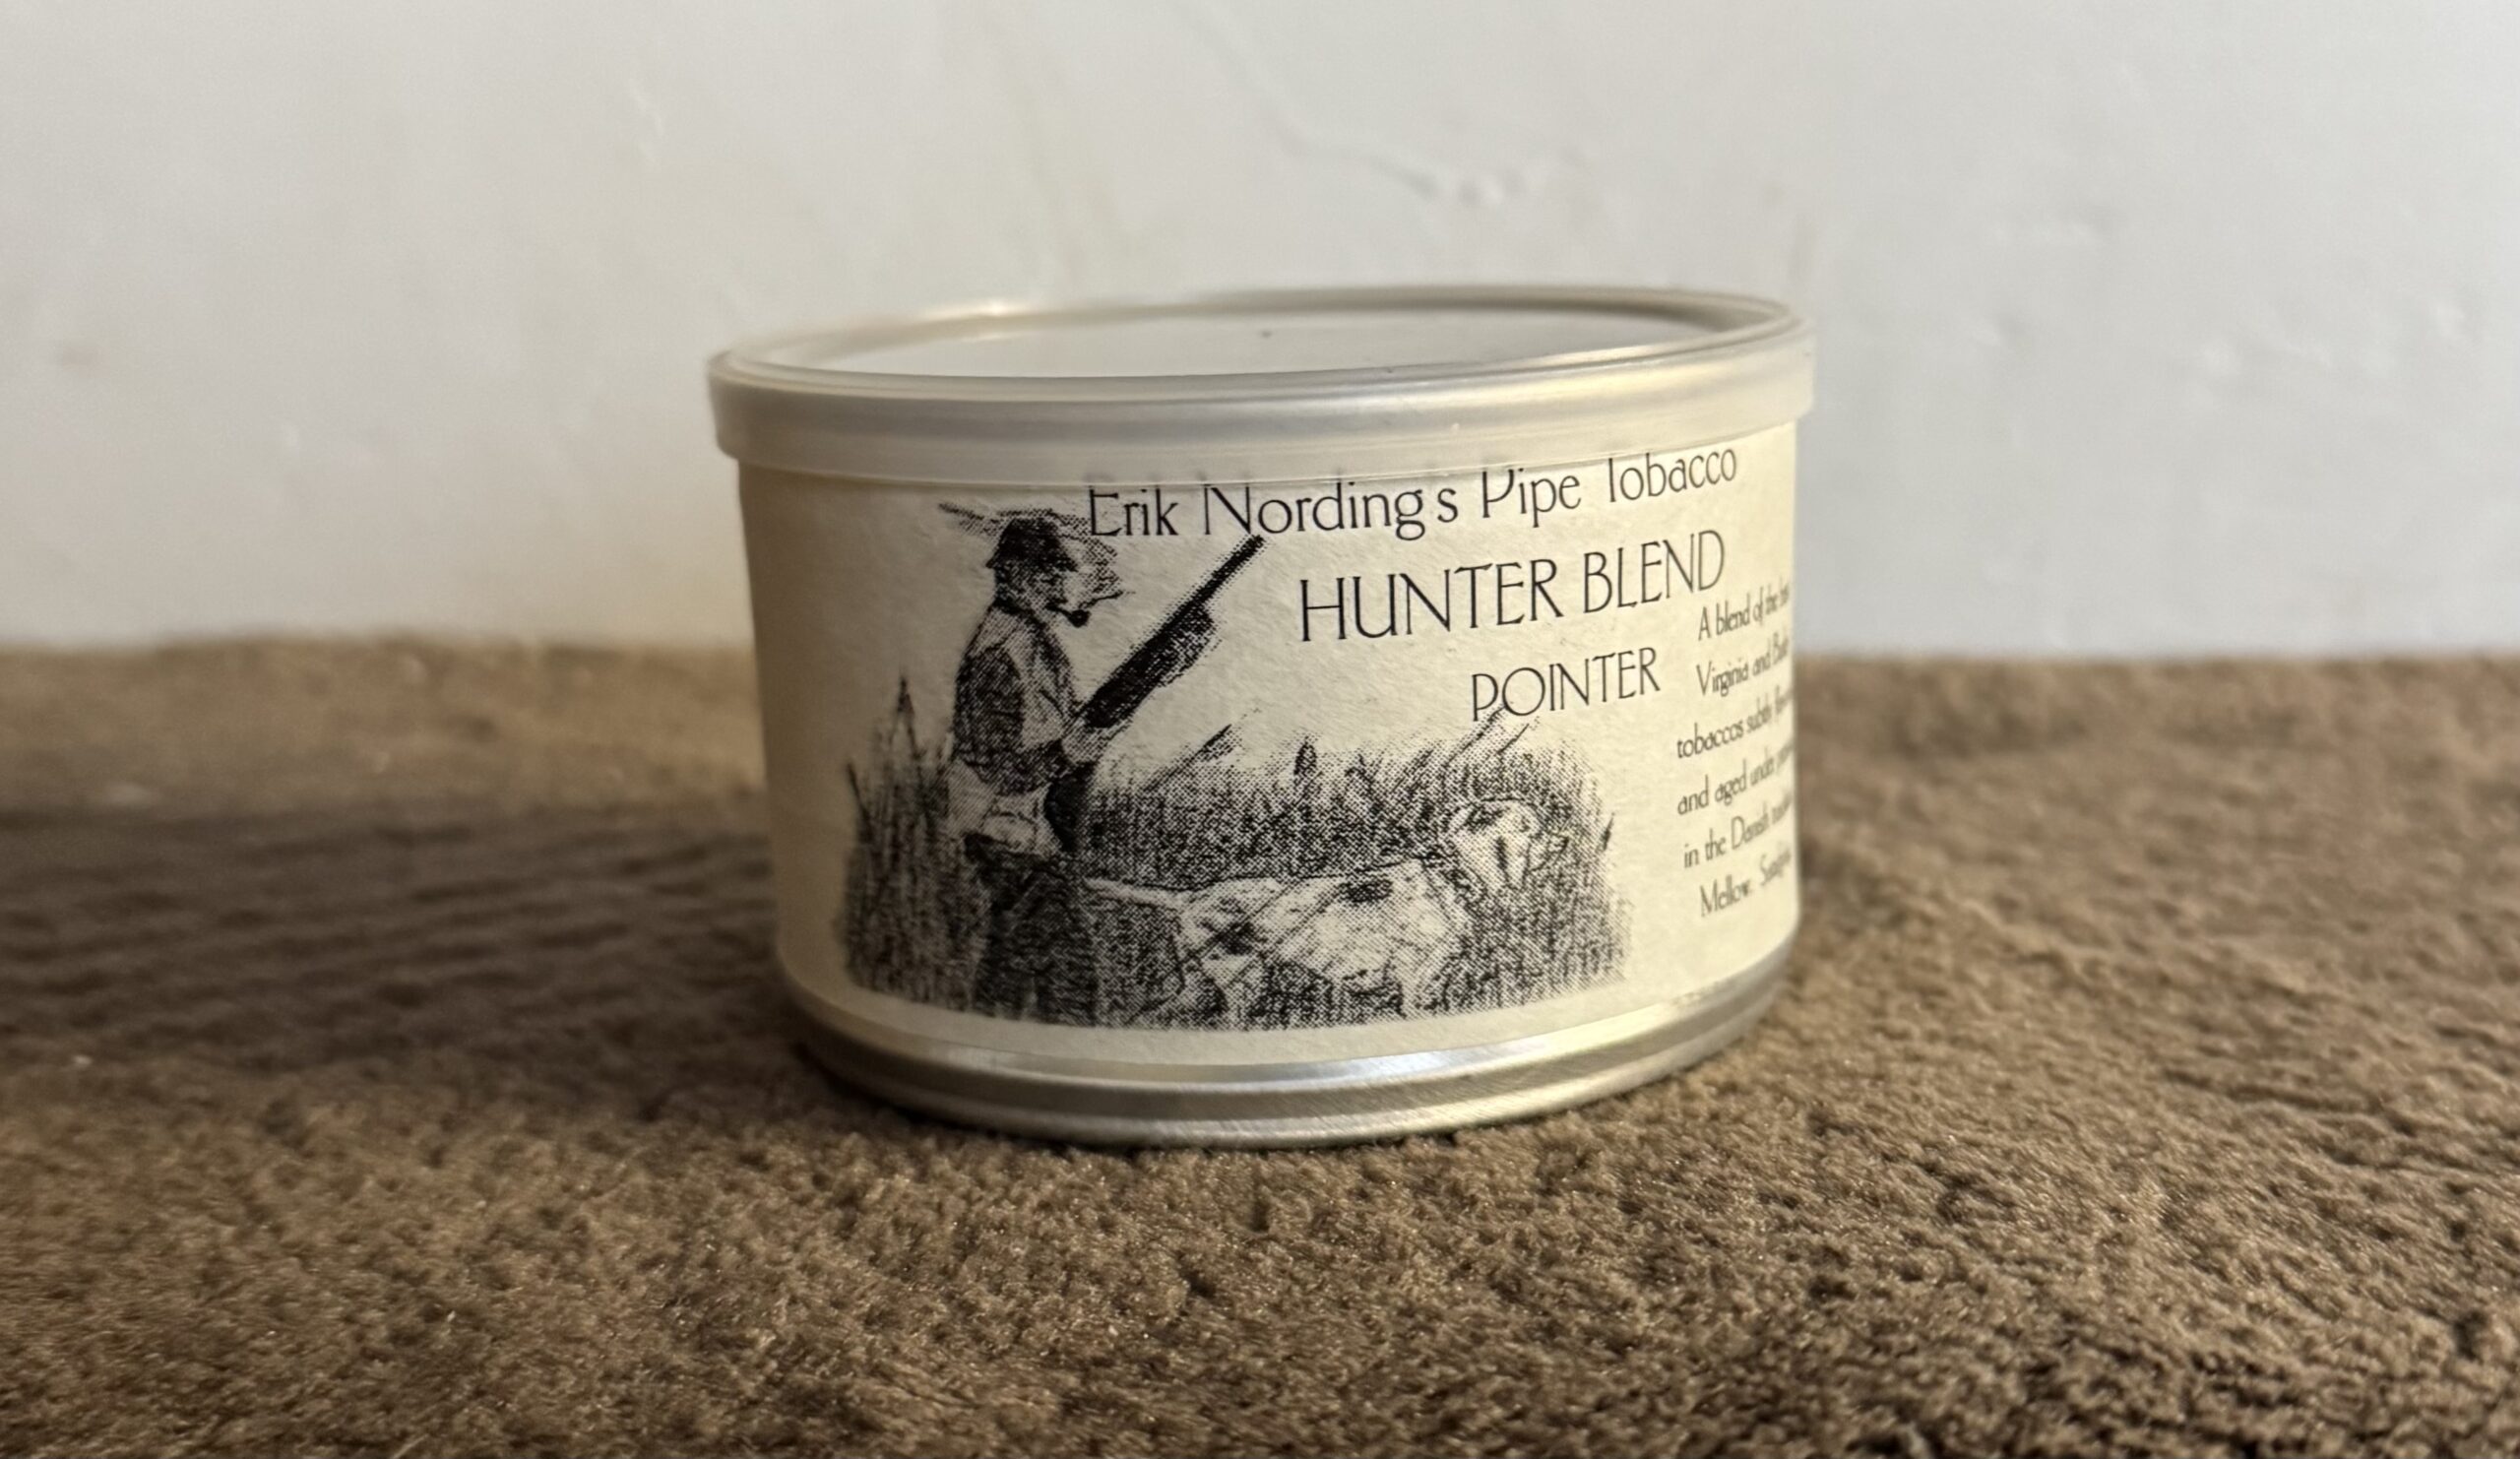 Erik Nording's Pipe Tobacco
HUNTER BLEND
POINTER
A blend of the
Virginia and
tobaccos subtly
and aged under
in the Danish
Mellow.